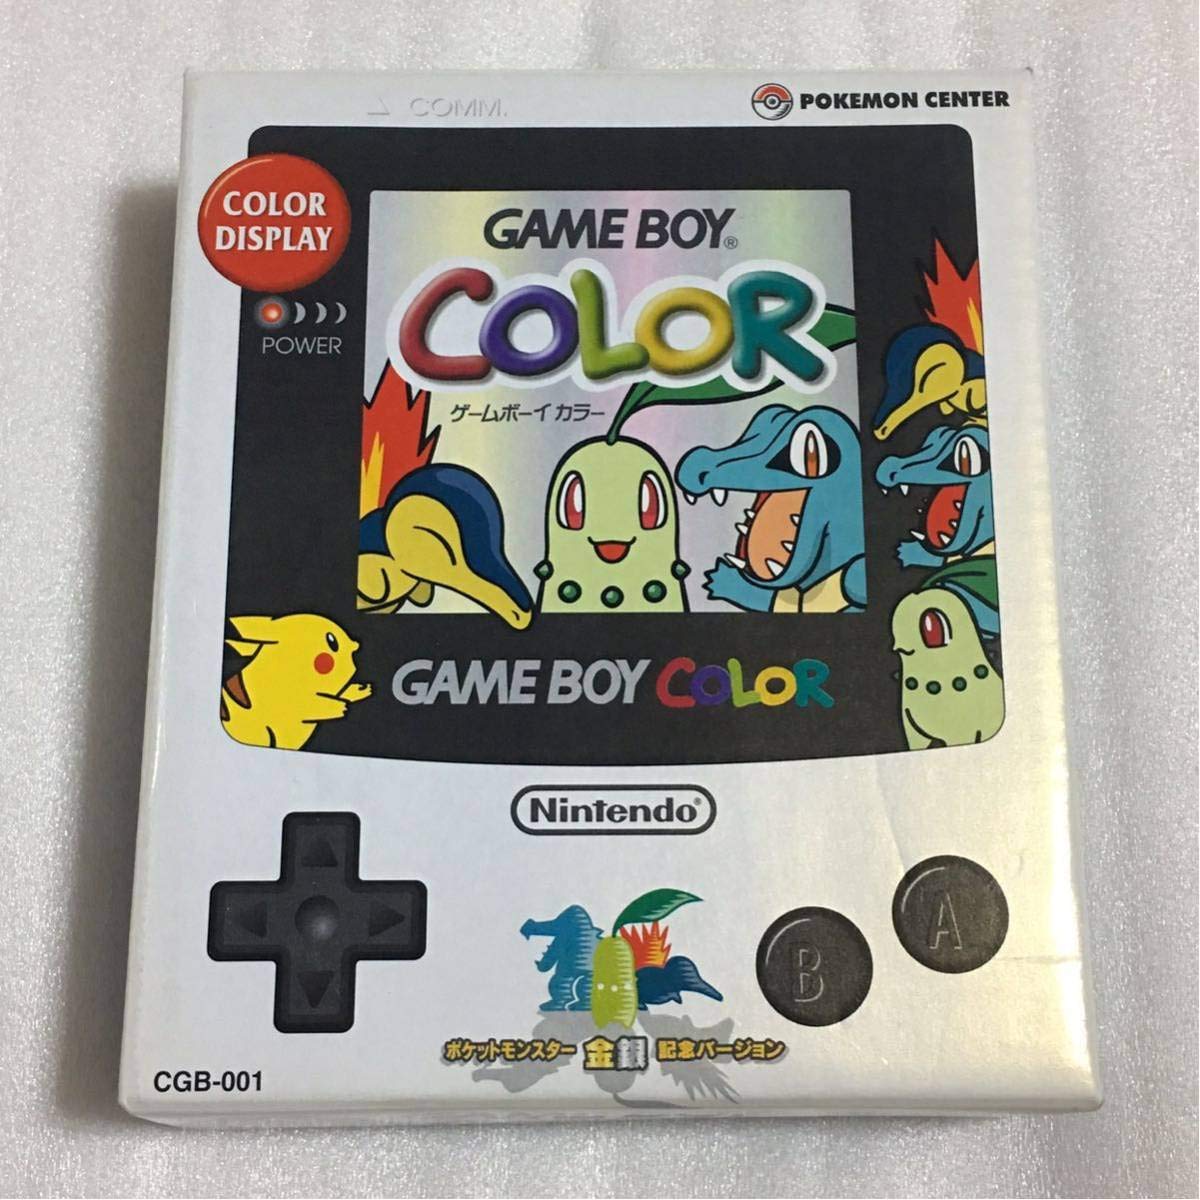 COMM.
POKEMON CENTER
COLOR
DISPLAY
POWER
GAME BOY®
COLOR
ゲームボーイカラー
GAME BOY COLOR
Nintendo®
A
B
ポケットモンスター 金銀 記念バージョン
CGB-001